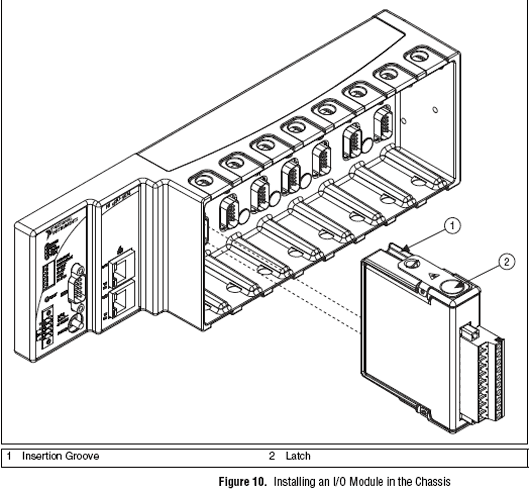 1
2
1 Insertion Groove 2 Latch
Figure 10. Installing an I/O Module in the Chassis